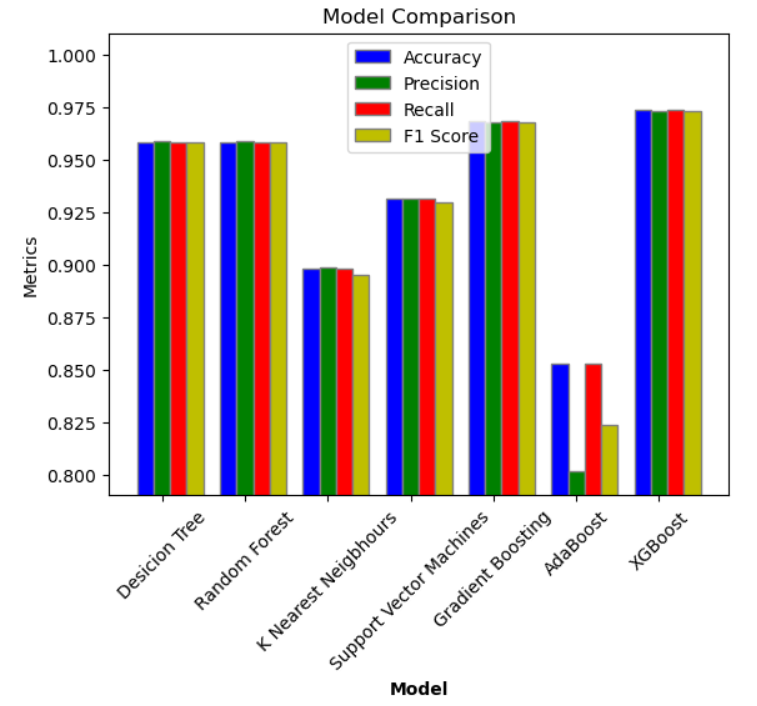 Model Comparison
Accuracy
Precision
Recall
F1 Score
Metrics
1.000
0.975
0.950
0.925
0.900
0.875
0.850
0.825
0.800
Desicion Tree
Random Forest
K Nearest Neigbhours
Support Vector Machines
Gradient Boosting
AdaBoost
XGBoost
Model